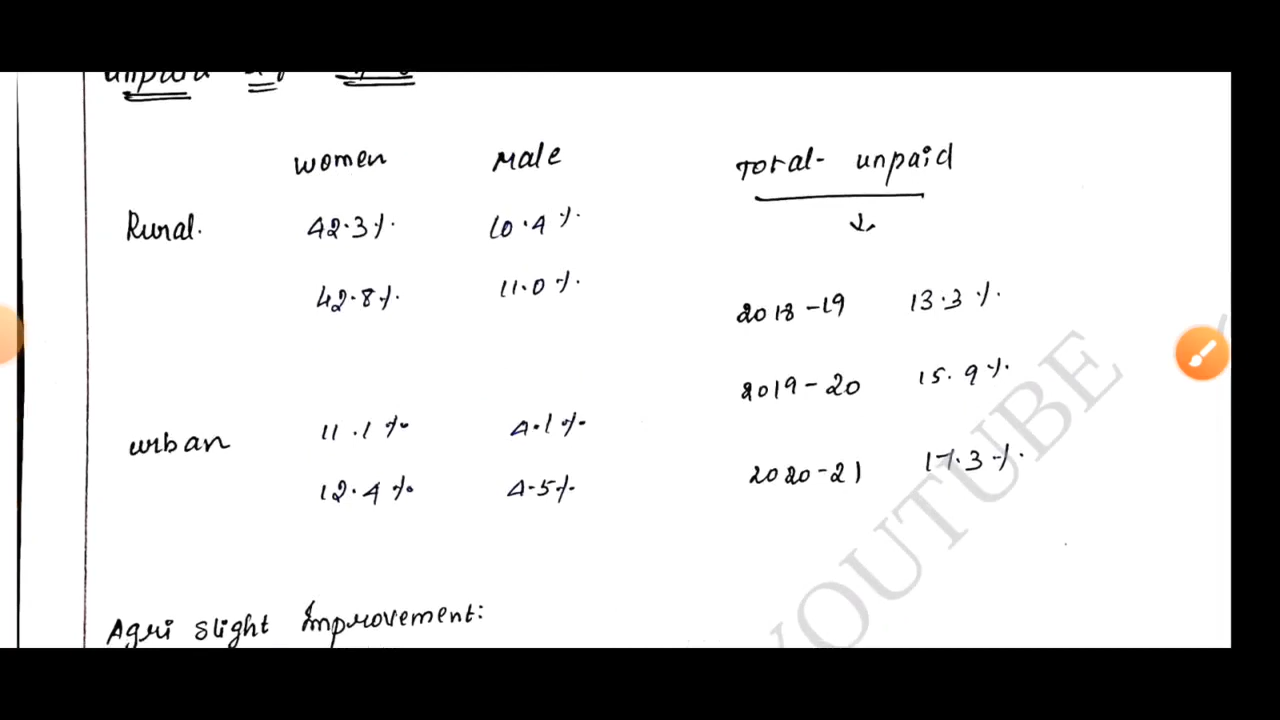 unpaid
women Male
Rural. 42.3%. 10.4%.
42.8%. 11.0%.
urban 11.1% 4.1%
12.4% 4.5%
Total- unpaid
2018-19 13.3%.
2019-20 15.9%.
2020-21 17.3%.
Agri slight Improvement:
YOUTUBE